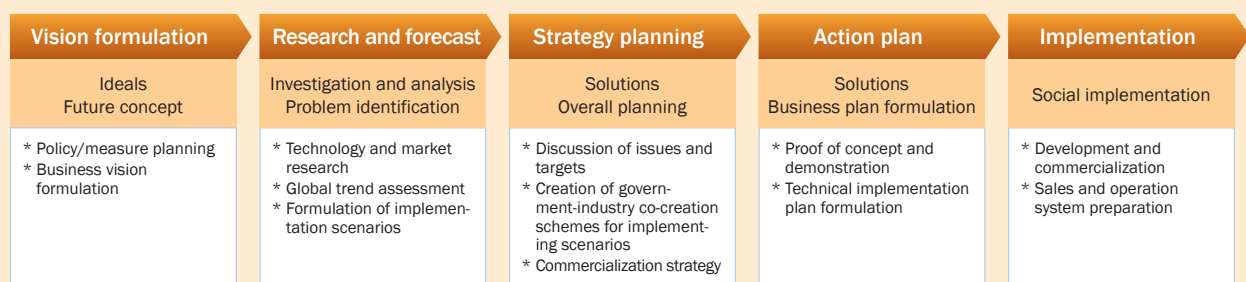 Vision formulation
Ideals
Future concept
* Policy/measure planning
* Business vision
formulation
Research and forecast
Investigation and analysis
Problem identification
* Technology and market
research
* Global trend assessment
* Formulation of implemen-
tation scenarios
Strategy planning
Solutions
Overall planning
* Discussion of issues and
targets
* Creation of govern-
ment-industry co-creation
schemes for implement-
ing scenarios
* Commercialization strategy
Action plan
Solutions
Business plan formulation
* Proof of concept and
demonstration
* Technical implementation
plan formulation
Implementation
Social implementation
* Development and
commercialization
* Sales and operation
system preparation